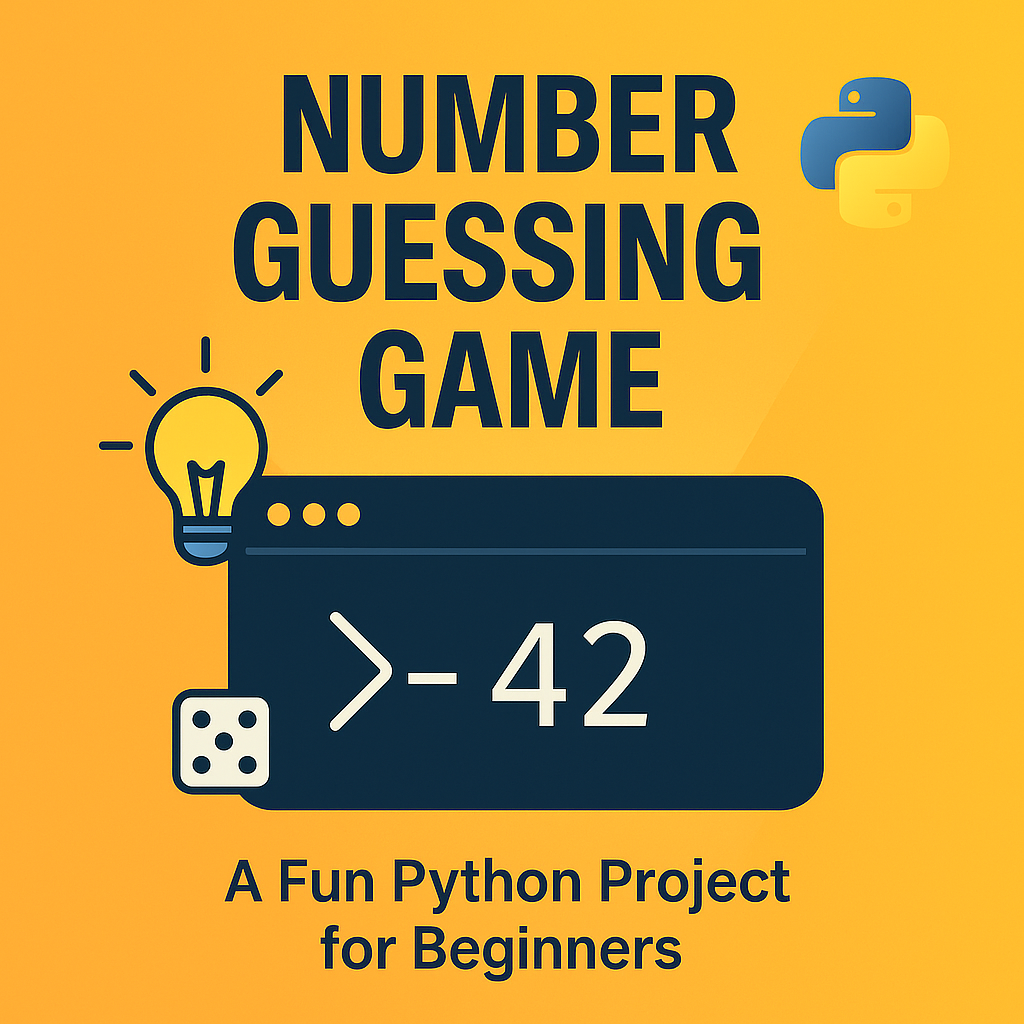 NUMBER
GUESSING
GAME
>– 42
A Fun Python Project
for Beginners